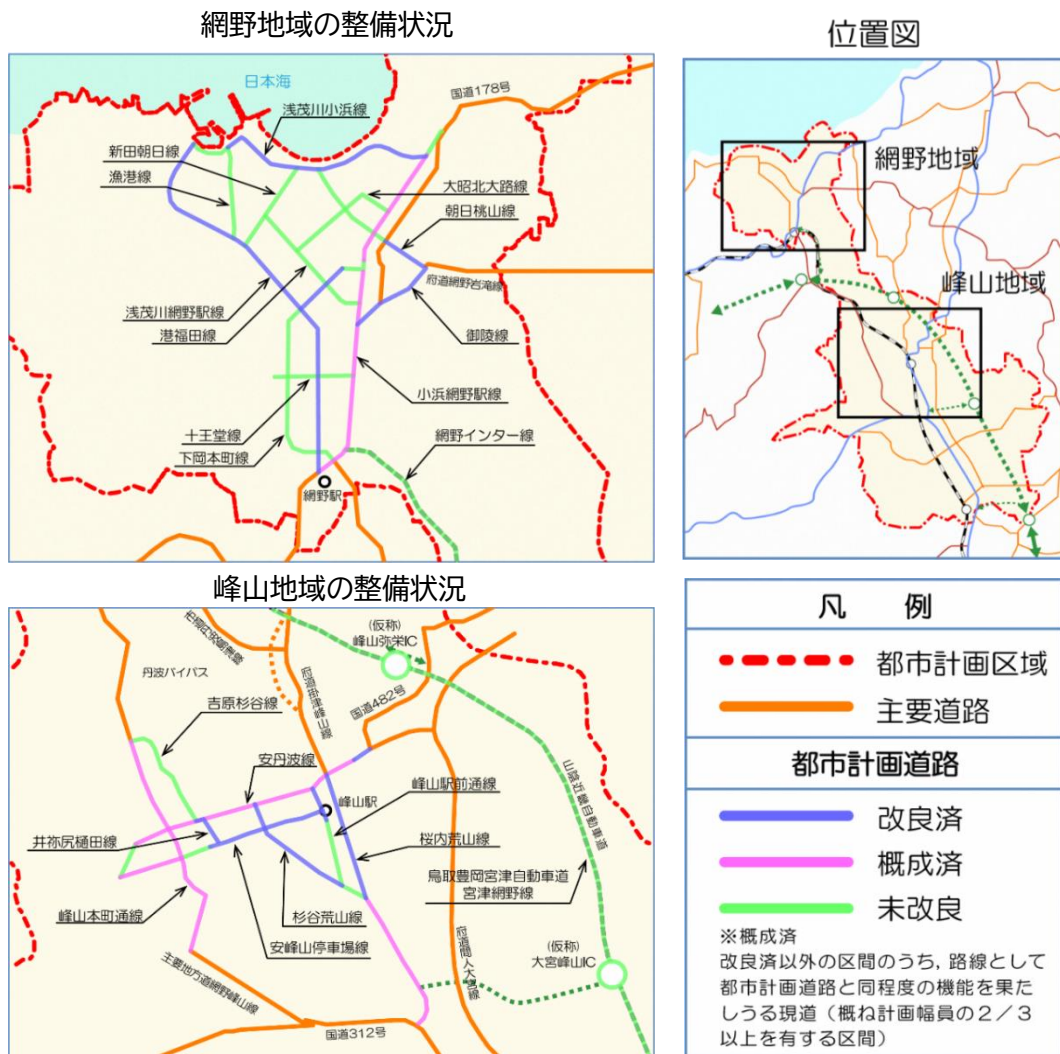 網野地域の整備状況
日本海
国道178号
浅茂川小浜線
新田朝日線
漁港線
大昭北大路線
朝日桃山線
府道網野岩滝線
浅茂川網野駅線
港福田線
御陵線
小浜網野駅線
十王堂線
下岡本町線
網野インター線
網野駅
位置図
網野地域
峰山地域
峰山地域の整備状況
丹波バイパス
(仮称)
峰山弥栄IC
府道掛津峰山線
国道482号
吉原杉谷線
安丹波線
峰山駅
峰山駅前通線
山陰近畿自動車道
井祢尻樋田線
桜内荒山線
鳥取豊岡宮津自動車道
宮津網野線
峰山本町通線
杉谷荒山線
安峰山停車場線
主要地方道網野峰山線
府道間人大宮線
(仮称)
大宮峰山IC
国道312号
凡 例
都市計画区域
主要道路
都市計画道路
改良済
概成済
未改良
※概成済
改良済以外の区間のうち,路線として
都市計画道路と同程度の機能を果た
しうる現道(概ね計画幅員の2/3
以上を有する区間)